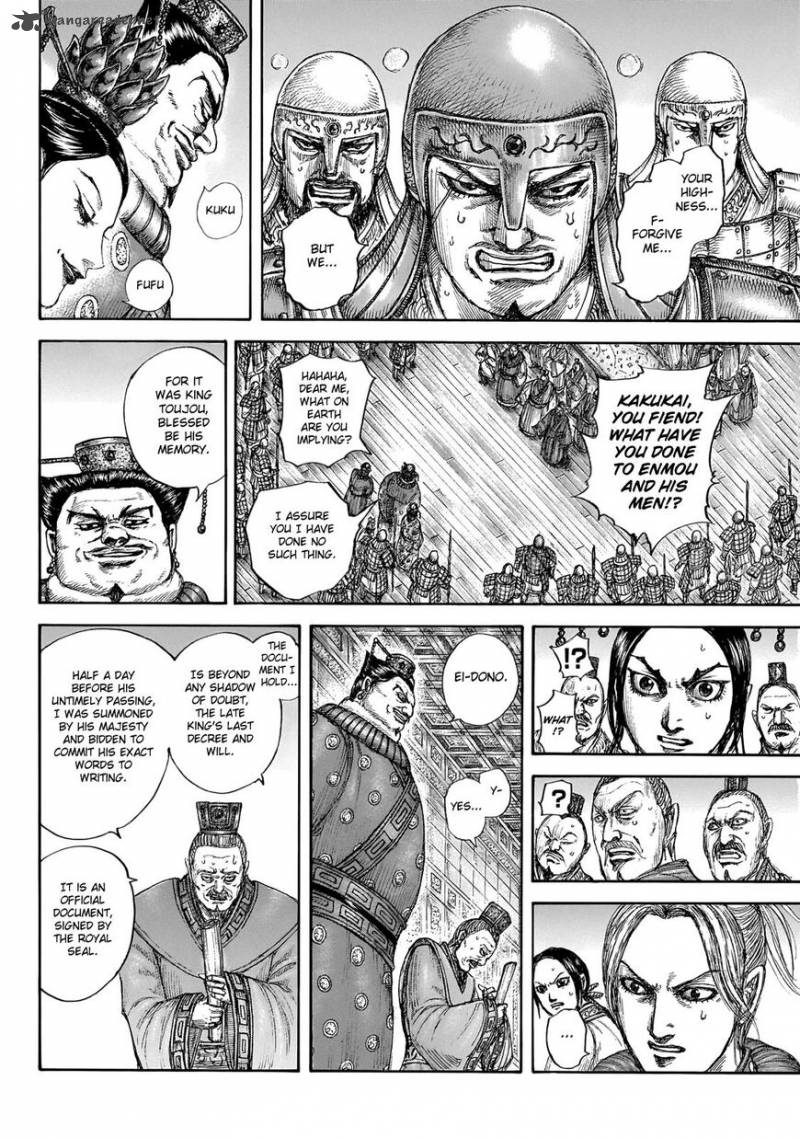 YOUR
HIGH-
NESS...
F-
FORGIVE
ME...
BUT
WE...
KUKU
FUFU
KAKUKAI,
YOU FIEND!
WHAT HAVE
YOU DONE
TO ENMOU
AND HIS
MEN!?
HAHAHA,
DEAR ME,
WHAT ON
EARTH
ARE YOU
IMPLYING?
I ASSURE
YOU I HAVE
DONE NO
SUCH THING.
FOR IT
WAS KING
TOUJOU,
BLESSED
BE HIS
MEMORY.
!?
WHAT
!?
?
...
EI-DONO.
Y-
YES...
THE
DOCU-
MENT I
HOLD...
IS BEYOND
ANY SHADOW
OF DOUBT,
THE LATE
KING'S LAST
DECREE AND
WILL.
HALF A DAY
BEFORE HIS
UNTIMELY PASSING,
I WAS SUMMONED
BY HIS MAJESTY
AND BIDDEN TO
COMMIT HIS EXACT
WORDS TO
WRITING.
IT IS AN
OFFICIAL
DOCUMENT,
SIGNED BY
THE ROYAL
SEAL.